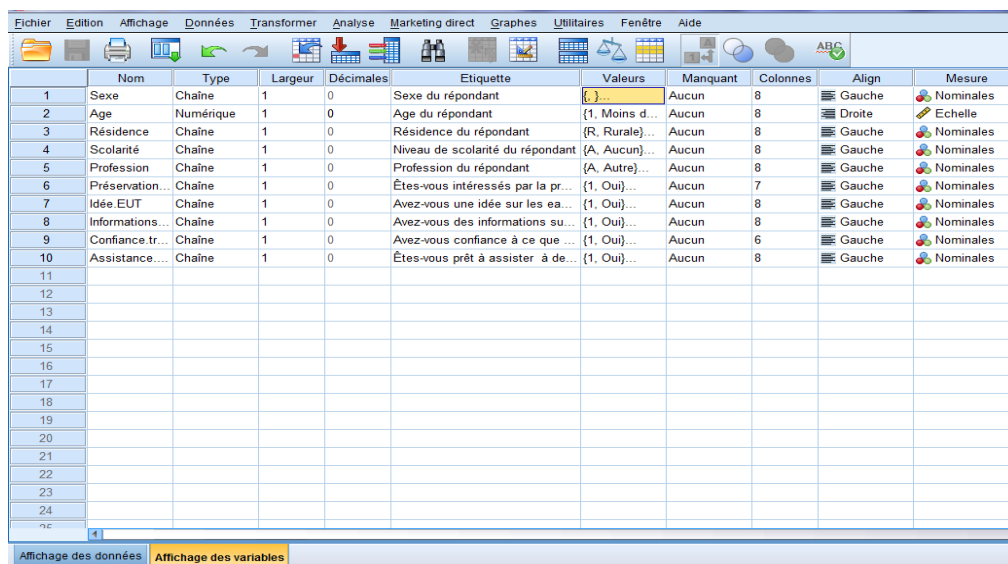 Fichier Edition Affichage Données Transformer Analyse Marketing direct Graphes Utilitaires Fenêtre Aide
A
1 4
ABC
Nom Type Largeur Décimales Etiquette Valeurs Manquant Colonnes Align Mesure
1 Sexe Chaîne 1 0 Sexe du répondant {, }... Aucun 8 Gauche Nominales
2 Age Numérique 1 0 Age du répondant {1, Moins d... Aucun 8 Droite Echelle
3 Résidence Chaîne 1 0 Résidence du répondant {R, Rurale}... Aucun 8 Gauche Nominales
4 Scolarité Chaîne 1 0 Niveau de scolarité du répondant {A, Aucun}... Aucun 8 Gauche Nominales
5 Profession Chaîne 1 0 Profession du répondant {A, Autre}... Aucun 8 Gauche Nominales
6 Préservation... Chaîne 1 0 Êtes-vous intéressés par la pr... {1, Oui}... Aucun 7 Gauche Nominales
7 Idée.EUT Chaîne 1 0 Avez-vous une idée sur les ea... {1, Oui}... Aucun 8 Gauche Nominales
8 Informations... Chaîne 1 0 Avez-vous des informations su... {1, Oui}... Aucun 8 Gauche Nominales
9 Confiance.tr... Chaîne 1 0 Avez-vous confiance à ce que ... {1, Oui}... Aucun 6 Gauche Nominales
10 Assistance.... Chaîne 1 0 Êtes-vous prêt à assister à de... {1, Oui}... Aucun 8 Gauche Nominales
11
12
13
14
15
16
17
18
19
20
21
22
23
24
25
Affichage des données Affichage des variables